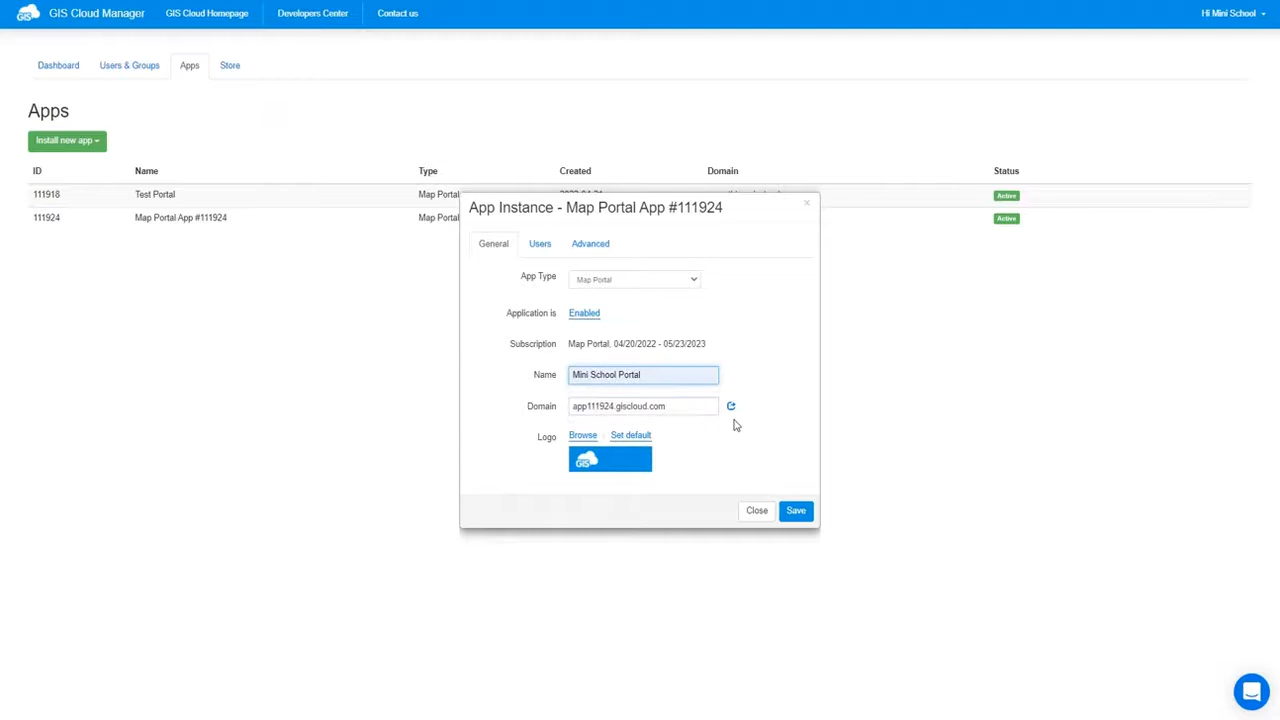 GIS GIS Cloud Manager GIS Cloud Homepage Developers Center Contact us Hi Mini School
Dashboard Users & Groups Apps Store
Apps
Install new app
ID Name Type Created Domain Status
111918 Test Portal Map Portal Active
111924 Map Portal App #111924 Map Portal Active
App Instance - Map Portal App #111924 ×
General Users Advanced
App Type Map Portal
Application is Enabled
Subscription Map Portal, 04/20/2022 - 05/23/2023
Name Mini School Portal
Domain app111924.giscloud.com
Logo Browse Set default
GIS
Close Save